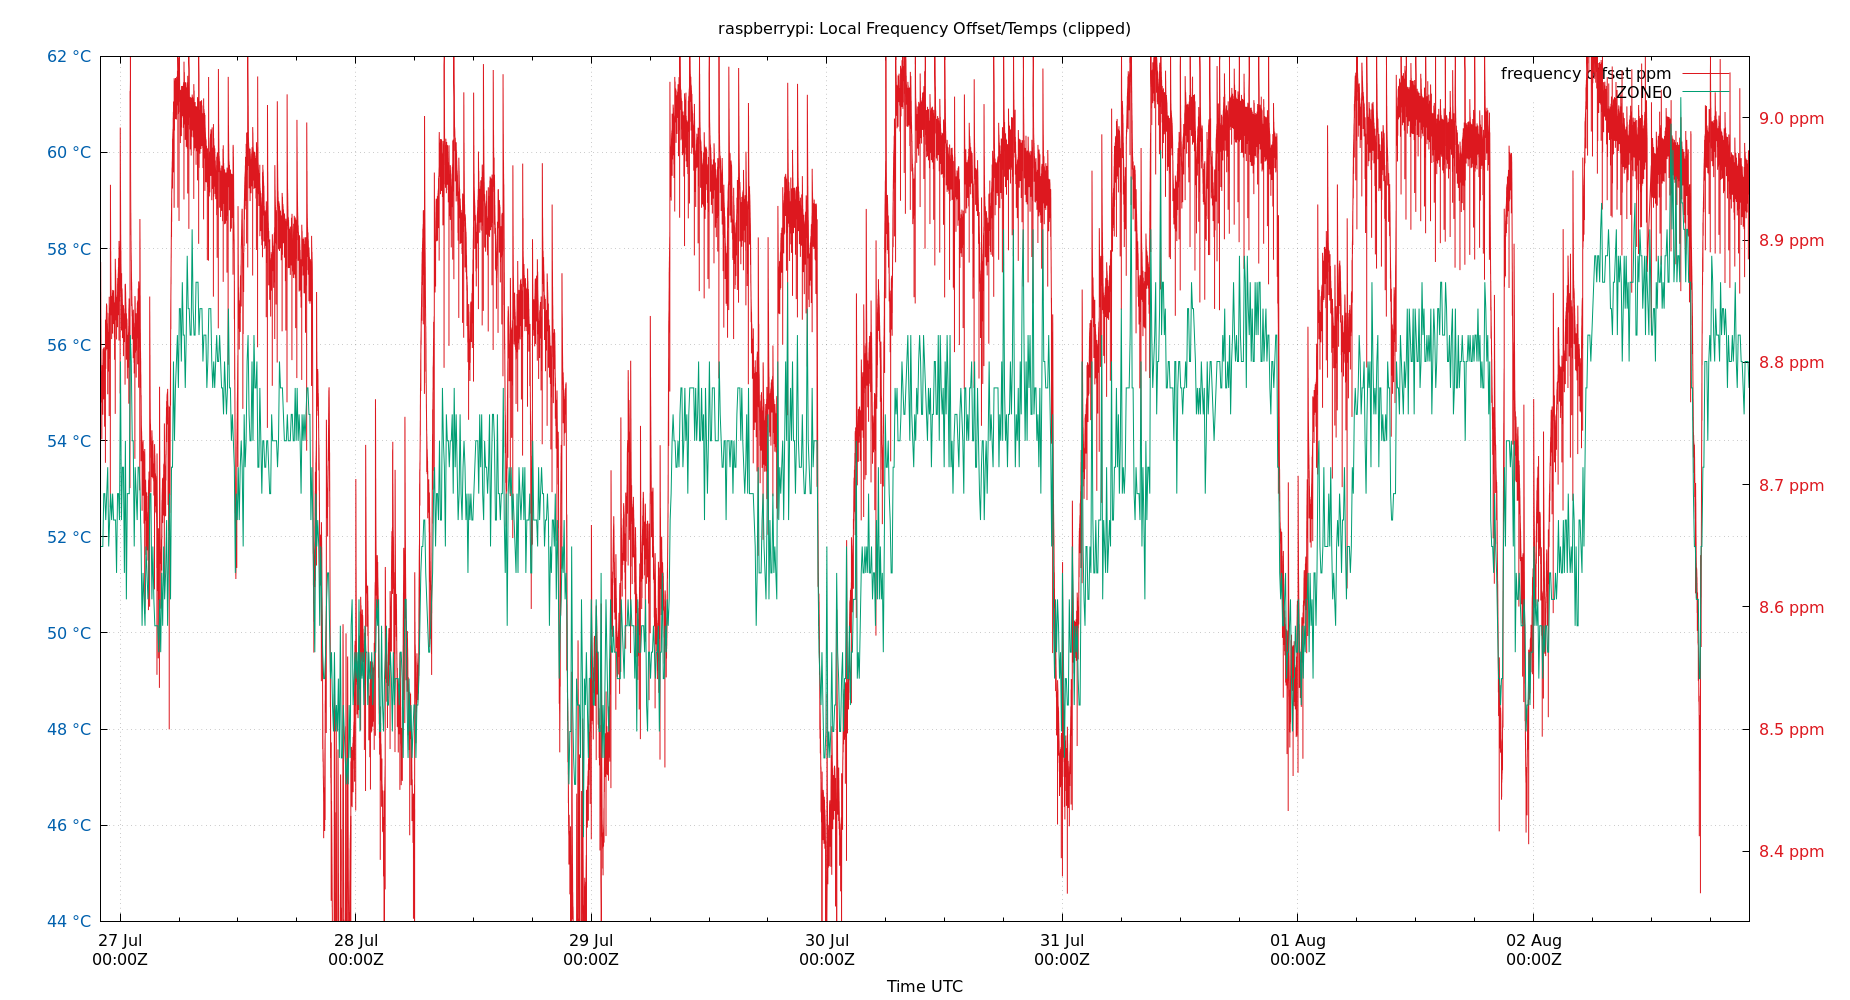 raspberrypi: Local Frequency Offset/Temps (clipped)
62 °C
60 °C
58 °C
56 °C
54 °C
52 °C
50 °C
48 °C
46 °C
44 °C
frequency offset ppm
ZONE0
9.0 ppm
8.9 ppm
8.8 ppm
8.7 ppm
8.6 ppm
8.5 ppm
8.4 ppm
27 Jul 28 Jul 29 Jul 30 Jul 31 Jul 01 Aug 02 Aug
00:00Z 00:00Z 00:00Z 00:00Z 00:00Z 00:00Z 00:00Z
Time UTC